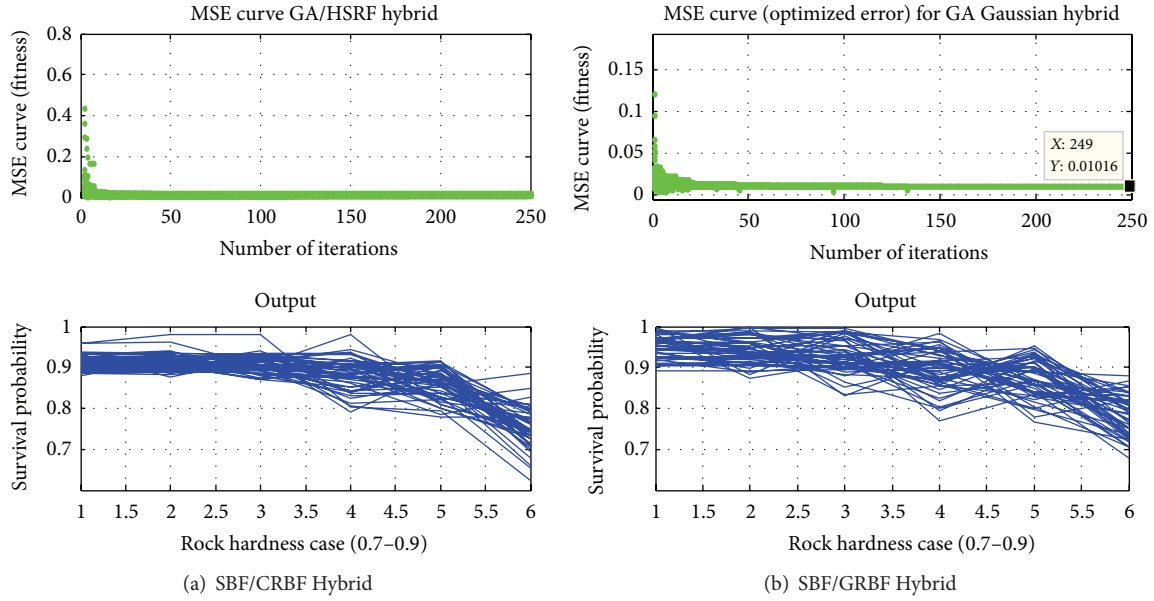 MSE curve GA/HSRF hybrid
0.8
0.6
0.4
0.2
0
MSE curve (fitness)
0 50 100 150 200 250
Number of iterations
MSE curve (optimized error) for GA Gaussian hybrid
0.15
0.1
0.05
0
MSE curve (fitness)
X: 249
Y: 0.01016
0 50 100 150 200 250
Number of iterations
Output
1
0.9
0.8
0.7
Survival probability
1 1.5 2 2.5 3 3.5 4 4.5 5 5.5 6
Rock hardness case (0.7–0.9)
(a) SBF/CRBF Hybrid
Output
1
0.9
0.8
0.7
Survival probability
1 1.5 2 2.5 3 3.5 4 4.5 5 5.5 6
Rock hardness case (0.7–0.9)
(b) SBF/GRBF Hybrid